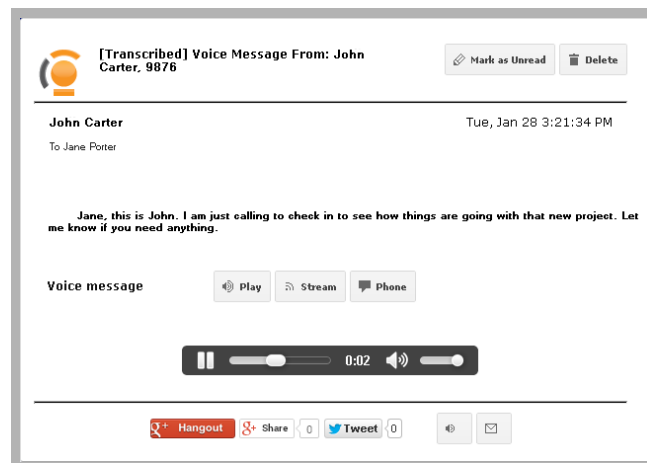 [Transcribed] Voice Message From: John
Carter, 9876
Mark as Unread
Delete
John Carter
Tue, Jan 28 3:21:34 PM
To Jane Porter
Jane, this is John. I am just calling to check in to see how things are going with that new project. Let
me know if you need anything.
Voice message
Play
Stream
Phone
0:02
g+ Hangout
g+ Share
0
Tweet
0